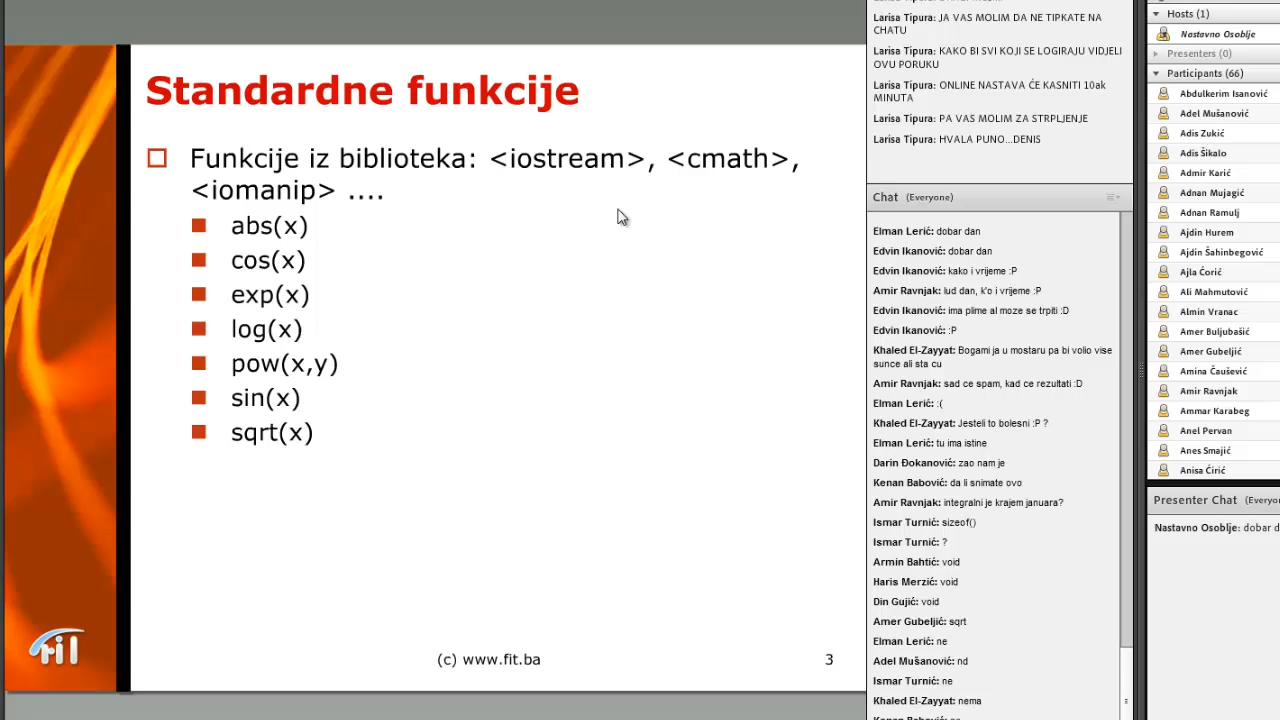 Standardne funkcije
Funkcije iz biblioteka: <iostream>, <cmath>,
<iomanip> ....
abs(x)
cos(x)
exp(x)
log(x)
pow(x,y)
sin(x)
sqrt(x)
(c) www.fit.ba
3
Larisa Tipura: JA VAS MOLIM DA NE TIPKATE NA
CHATU
Larisa Tipura: KAKO BI SVI KOJI SE LOGIRAJU VIDJELI
OVU PORUKU
Larisa Tipura: ONLINE NASTAVA ĆE KASNITI 10ak
MINUTA
Larisa Tipura: PA VAS MOLIM ZA STRPLJENJE
Larisa Tipura: HVALA PUNO...DENIS
Chat (Everyone)
Elman Lerić: dobar dan
Edvin Ikanović: dobar dan
Edvin Ikanović: kako i vrijeme :P
Amir Ravnjak: lud dan, k'o i vrijeme :P
Edvin Ikanović: ima plime al moze se trpiti :D
Edvin Ikanović: :P
Khaled El-Zayyat: Bogami ja u mostaru pa bi volio vise
sunce ali sta cu
Amir Ravnjak: sad ce spam, kad ce rezultati :D
Elman Lerić: :(
Khaled El-Zayyat: Jesteli to bolesni :P ?
Elman Lerić: tu ima istine
Darin Đokanović: zao nam je
Kenan Babović: da li snimate ovo
Amir Ravnjak: integralni je krajem januara?
Ismar Turnić: sizeof()
Ismar Turnić: ?
Armin Bahtić: void
Haris Merzić: void
Din Gujić: void
Amer Gubeljić: sqrt
Elman Lerić: ne
Adel Mušanović: nd
Ismar Turnić: ne
Khaled El-Zayyat: nema
Hosts (1)
Nastavno Osoblje
Presenters (0)
Participants (66)
Abdulkerim Isanović
Adel Mušanović
Adis Zukić
Adis Šikalo
Admir Karić
Adnan Mujagić
Adnan Ramulj
Ajdin Hurem
Ajdin Šahinbegović
Ajla Ćorić
Ali Mahmutović
Almin Vranac
Amer Buljubašić
Amer Gubeljić
Amina Čaušević
Amir Ravnjak
Ammar Karabeg
Anel Pervan
Anes Smajić
Anisa Ćirić
Presenter Chat (Everyon
Nastavno Osoblje: dobar d